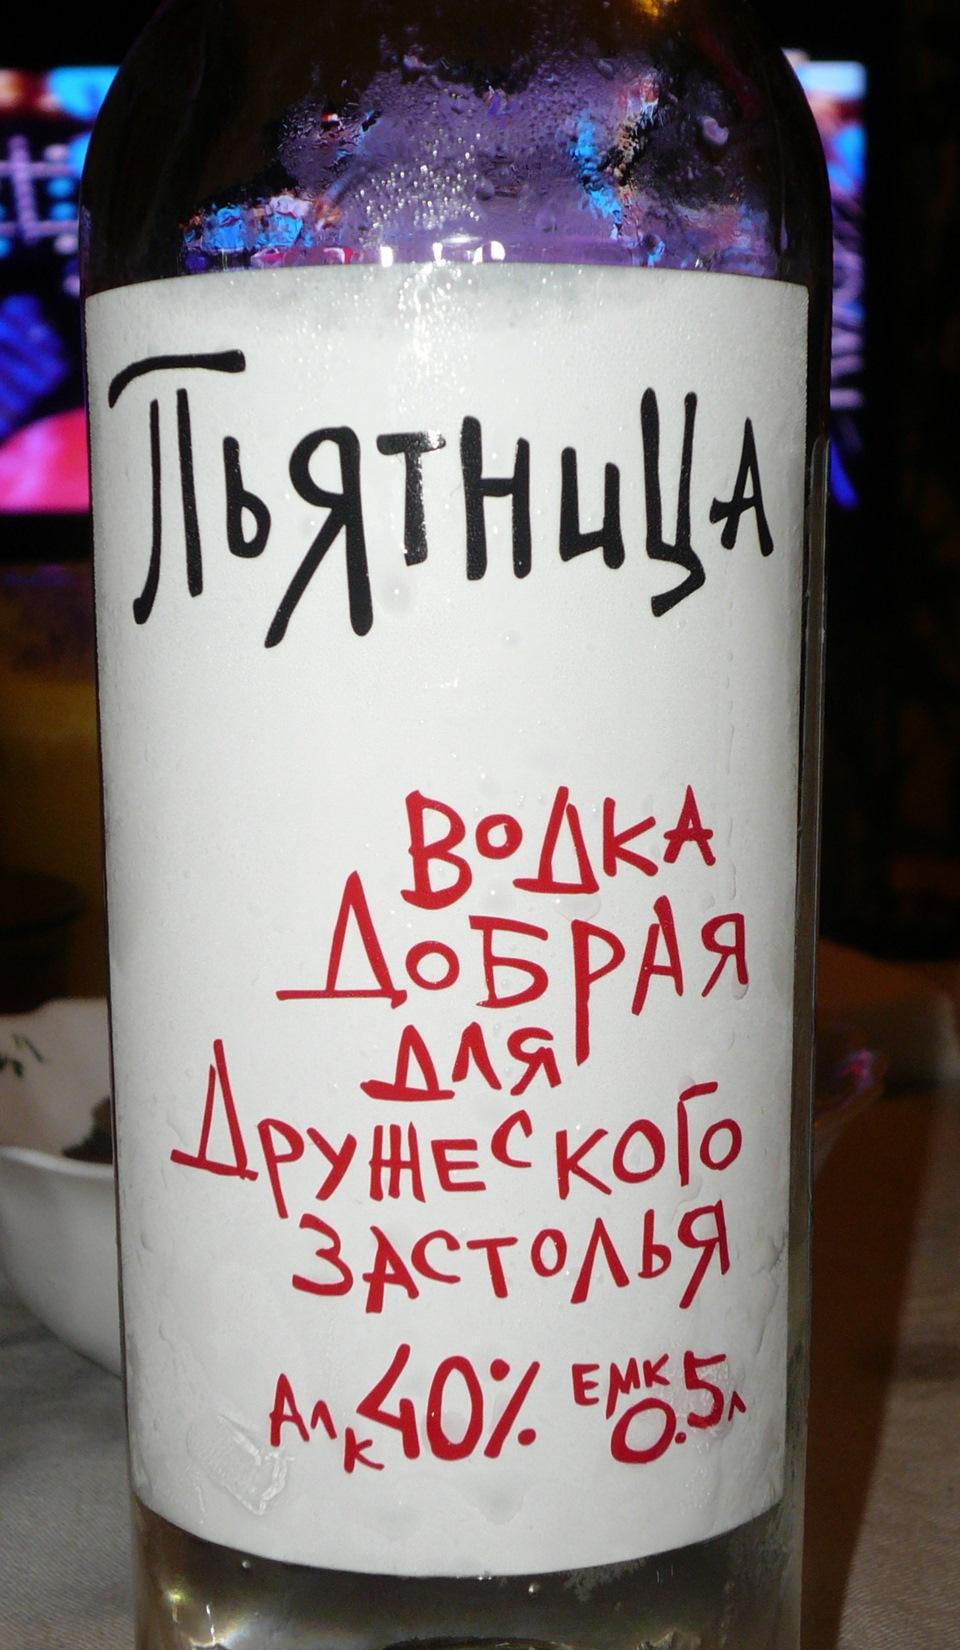 Пьятница
Водка
Добрая
для
Дружеского
застолья
Алк 40% емк 0.5л